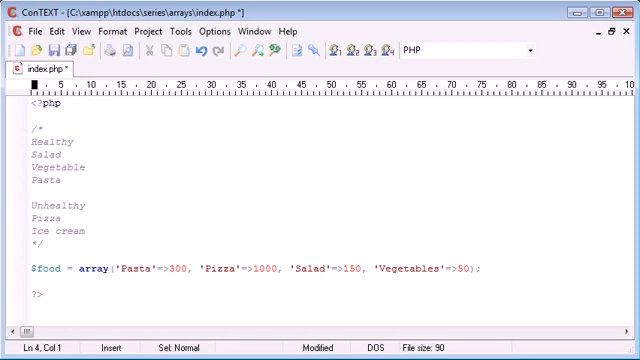 ConTEXT - [C:\xampp\htdocs\series\arrays\index.php *]
File Edit View Format Project Tools Options Window Help
PHP
index.php *
0 5 10 15 20 25 30 35 40 45 50 55 60 65 70 75 80 85 90 95 100
<?php
/*
Healthy
Salad
Vegetable
Pasta
Unhealthy
Pizza
Ice cream
*/
$food = array('Pasta'=>300, 'Pizza'=>1000, 'Salad'=>150, 'Vegetables'=>50);
?>
Ln 4, Col 1 Insert Sel: Normal Modified DOS File size: 90